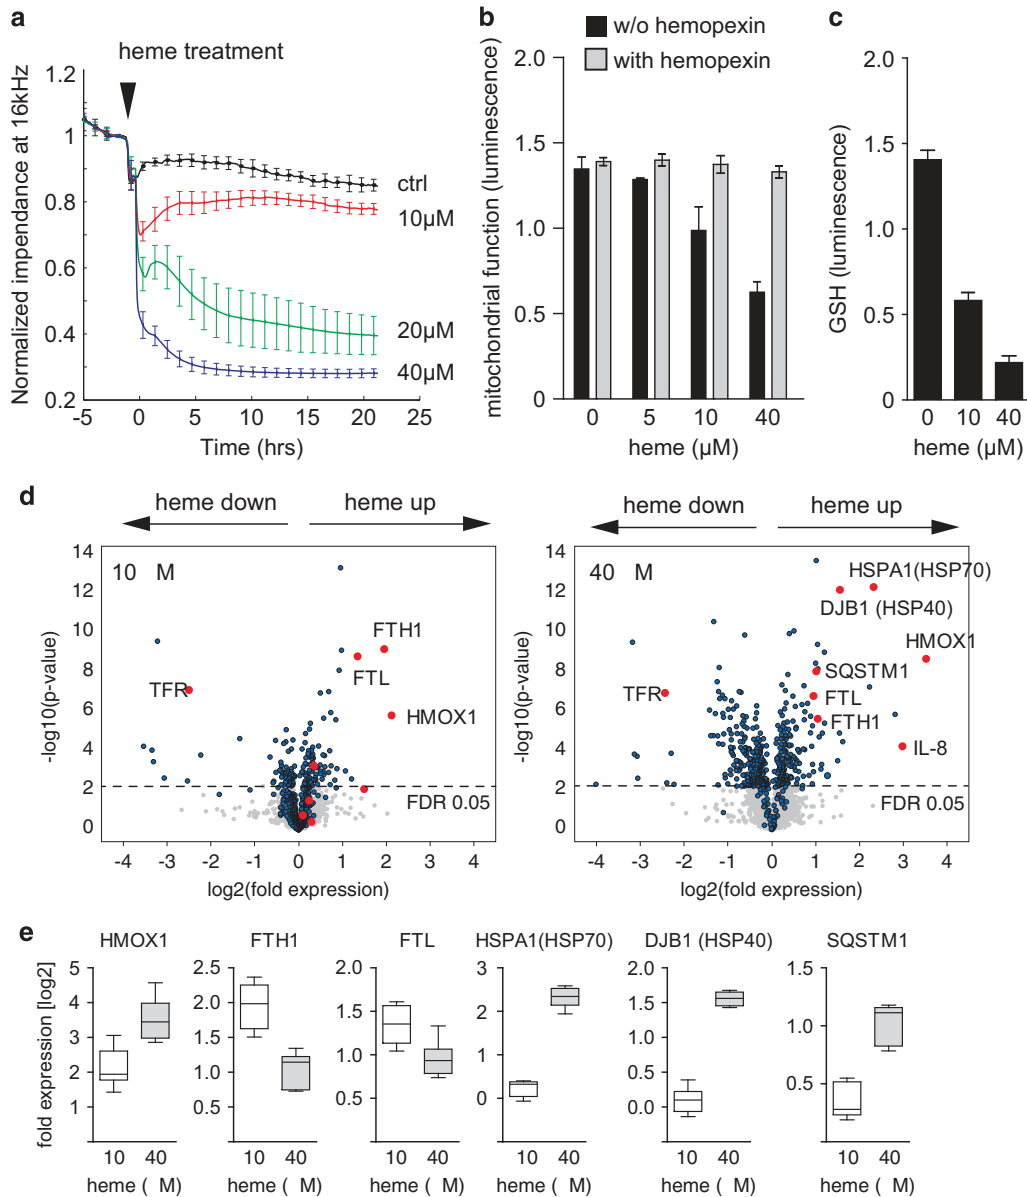 a
heme treatment
Normalized impendance at 16kHz
1.2
1
0.8
0.6
0.4
0.2
-5 0 5 10 15 20 25
Time (hrs)
ctrl
10µM
20µM
40µM
b
w/o hemopexin
with hemopexin
mitochondrial function (luminescence)
2.0
1.5
1.0
0.5
0
0 5 10 40
heme (µM)
c
GSH (luminescence)
2.0
1.5
1.0
0.5
0
0 10 40
heme (µM)
d
heme down heme up
10 M
-log10(p-value)
14
12
10
8
6
4
2
0
FTH1
FTL
TFR
HMOX1
FDR 0.05
-4 -3 -2 -1 0 1 2 3 4
log2(fold expression)
heme down heme up
40 M
-log10(p-value)
14
12
10
8
6
4
2
0
HSPA1(HSP70)
DJB1 (HSP40)
HMOX1
SQSTM1
TFR
FTL
FTH1
IL-8
FDR 0.05
-4 -3 -2 -1 0 1 2 3 4
log2(fold expression)
e
fold expression [log2]
HMOX1
5
4
3
2
1
10 40
heme ( M)
FTH1
2.5
2.0
1.5
1.0
0.5
10 40
heme ( M)
FTL
2.0
1.5
1.0
0.5
10 40
heme ( M)
HSPA1(HSP70)
3
2
2
0
10 40
heme ( M)
DJB1 (HSP40)
2.0
1.5
1.0
0.5
0.0
10 40
heme ( M)
SQSTM1
1.5
1.0
0.5
10 40
heme ( M)